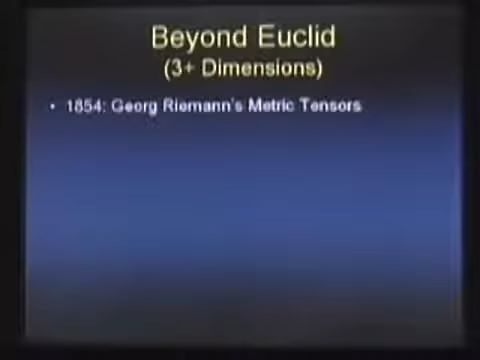 Beyond Euclid
(3+ Dimensions)
• 1854: Georg Riemann's Metric Tensors